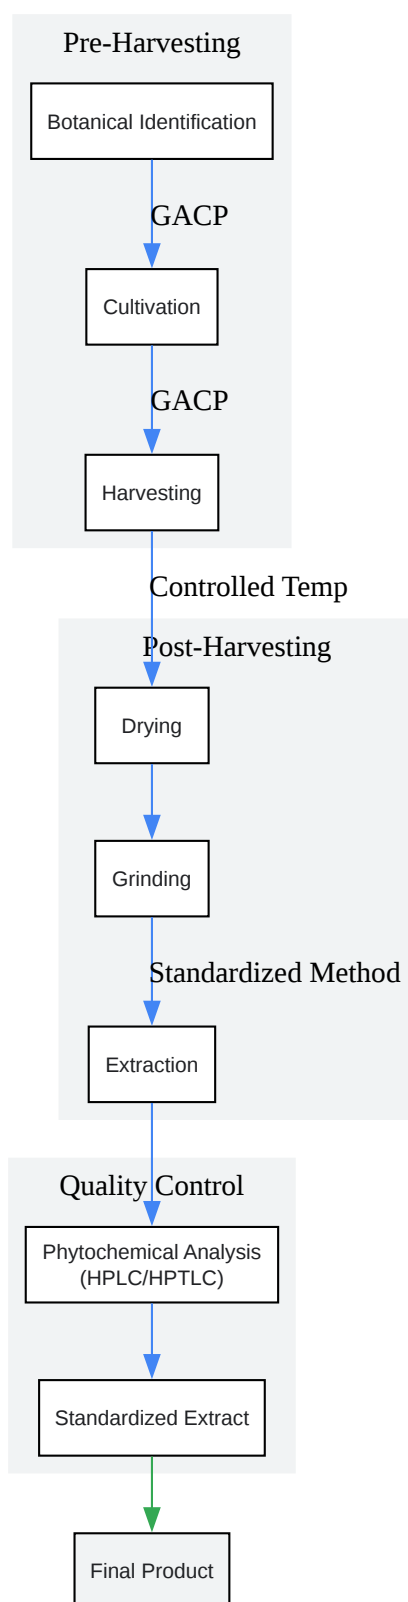 Pre-Harvesting
Botanical Identification
GACP
Cultivation
GACP
Harvesting
Controlled Temp
Post-Harvesting
Drying
Grinding
Standardized Method
Extraction
Quality Control
Phytochemical Analysis
(HPLC/HPTLC)
Standardized Extract
Final Product